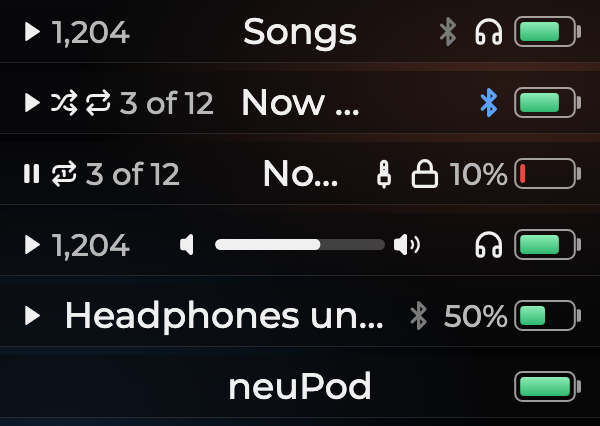 1,204 Songs
3 of 12 Now ...
3 of 12 No... 10%
1,204
Headphones un... 50%
neuPod